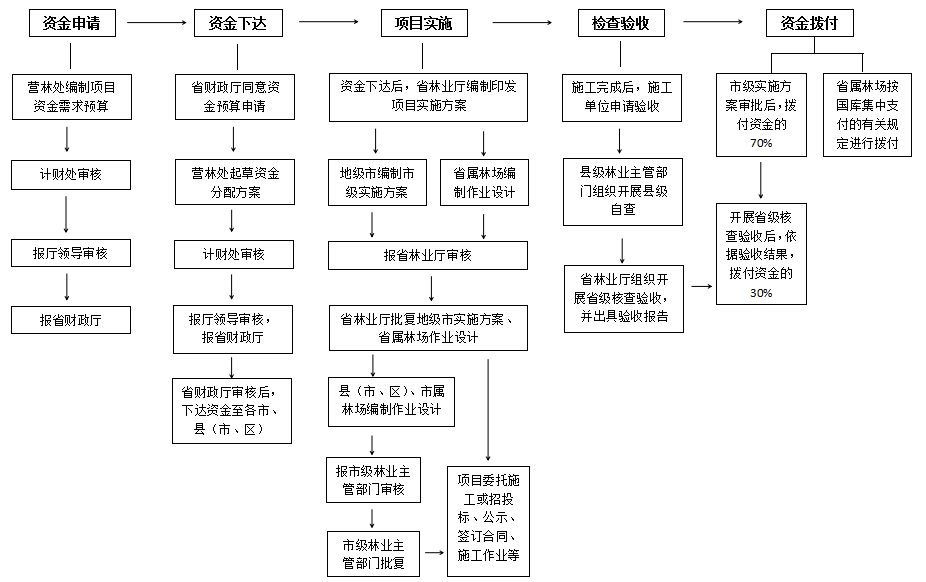 资金申请
资金下达
项目实施
检查验收
资金拨付
营林处编制项目
资金需求预算
计财处审核
报厅领导审核
报省财政厅
省财政厅同意资
金预算申请
营林处起草资金
分配方案
计财处审核
报厅领导审核，
报省财政厅
省财政厅审核后，
下达资金至各市、
县（市、区）
资金下达后，省林业厅编制印发
项目实施方案
地级市编制市
级实施方案
省属林场编
制作业设计
报省林业厅审核
省林业厅批复地级市实施方案、
省属林场作业设计
县（市、区）、市属
林场编制作业设计
报市级林业主
管部门审核
市级林业主
管部门批复
项目委托施
工或招投
标、公示、
签订合同、
施工作业等
施工完成后，施工
单位申请验收
县级林业主管部
门组织开展县级
自查
省林业厅组织开
展省级核查验收，
并出具验收报告
市级实施方
案审批后，拨
付资金的
70%
开展省级核
查验收后，依
据验收结果，
拨付资金的
30%
省属林场按
国库集中支
付的有关规
定进行拨付